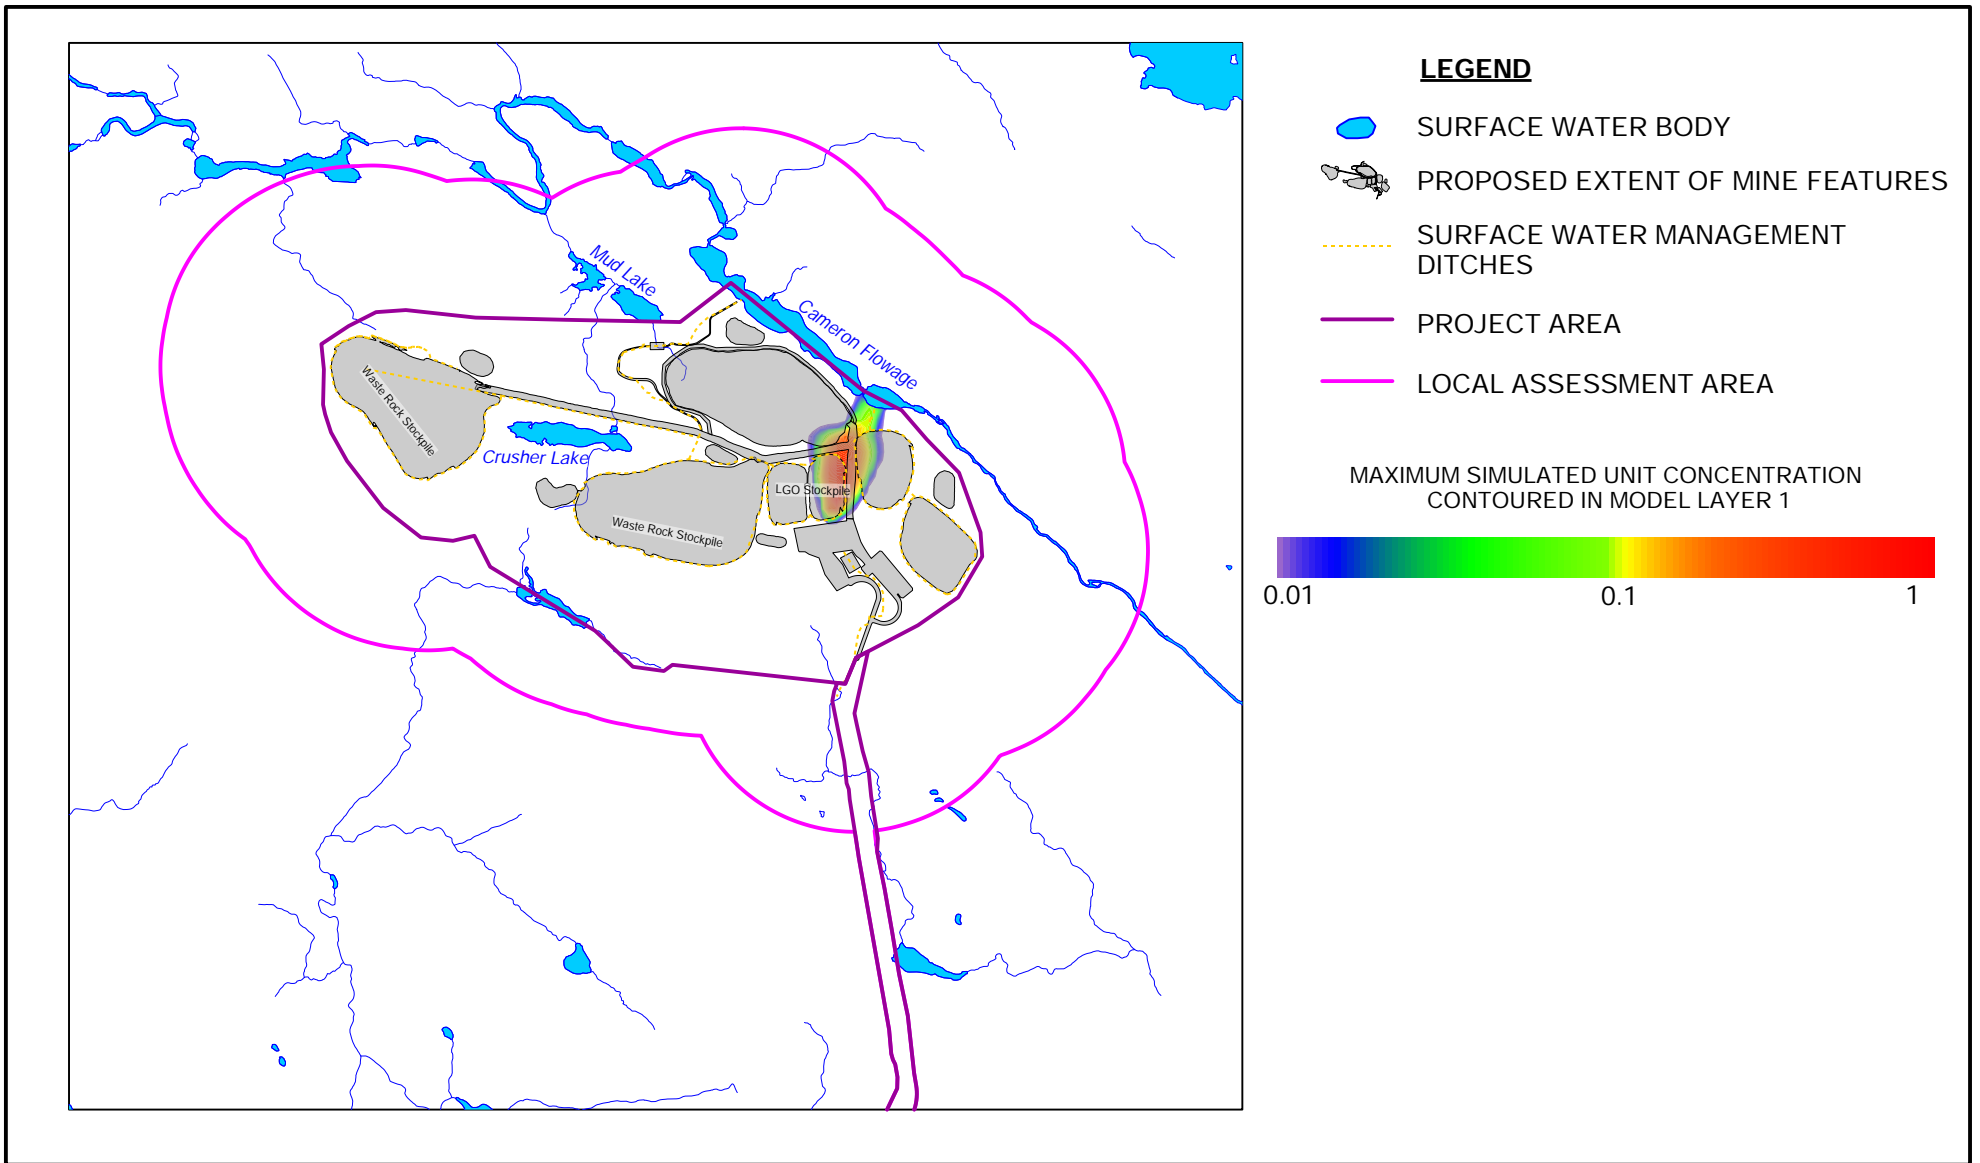 LEGEND
SURFACE WATER BODY
PROPOSED EXTENT OF MINE FEATURES
SURFACE WATER MANAGEMENT
DITCHES
PROJECT AREA
LOCAL ASSESSMENT AREA
MAXIMUM SIMULATED UNIT CONCENTRATION
CONTOURED IN MODEL LAYER 1
0.01 0.1 1
Mud Lake
Cameron Flowage
Waste Rock Stockpile
Crusher Lake
LGO Stockpile
Waste Rock Stockpile